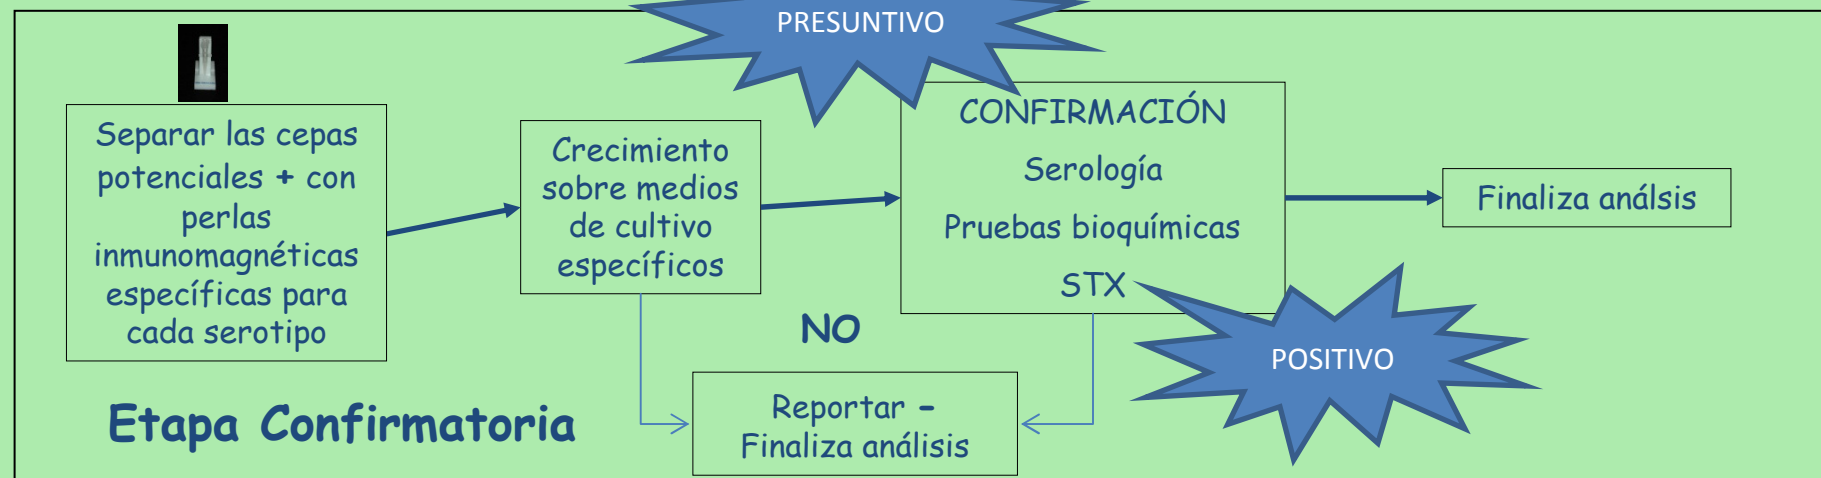 PRESUNTIVO
Separar las cepas
potenciales + con
perlas
inmunomagnéticas
específicas para
cada serotipo
Crecimiento
sobre medios
de cultivo
específicos
CONFIRMACIÓN
Serología
Pruebas bioquímicas
STX
Finaliza análsis
NO
POSITIVO
Reportar –
Finaliza análisis
Etapa Confirmatoria